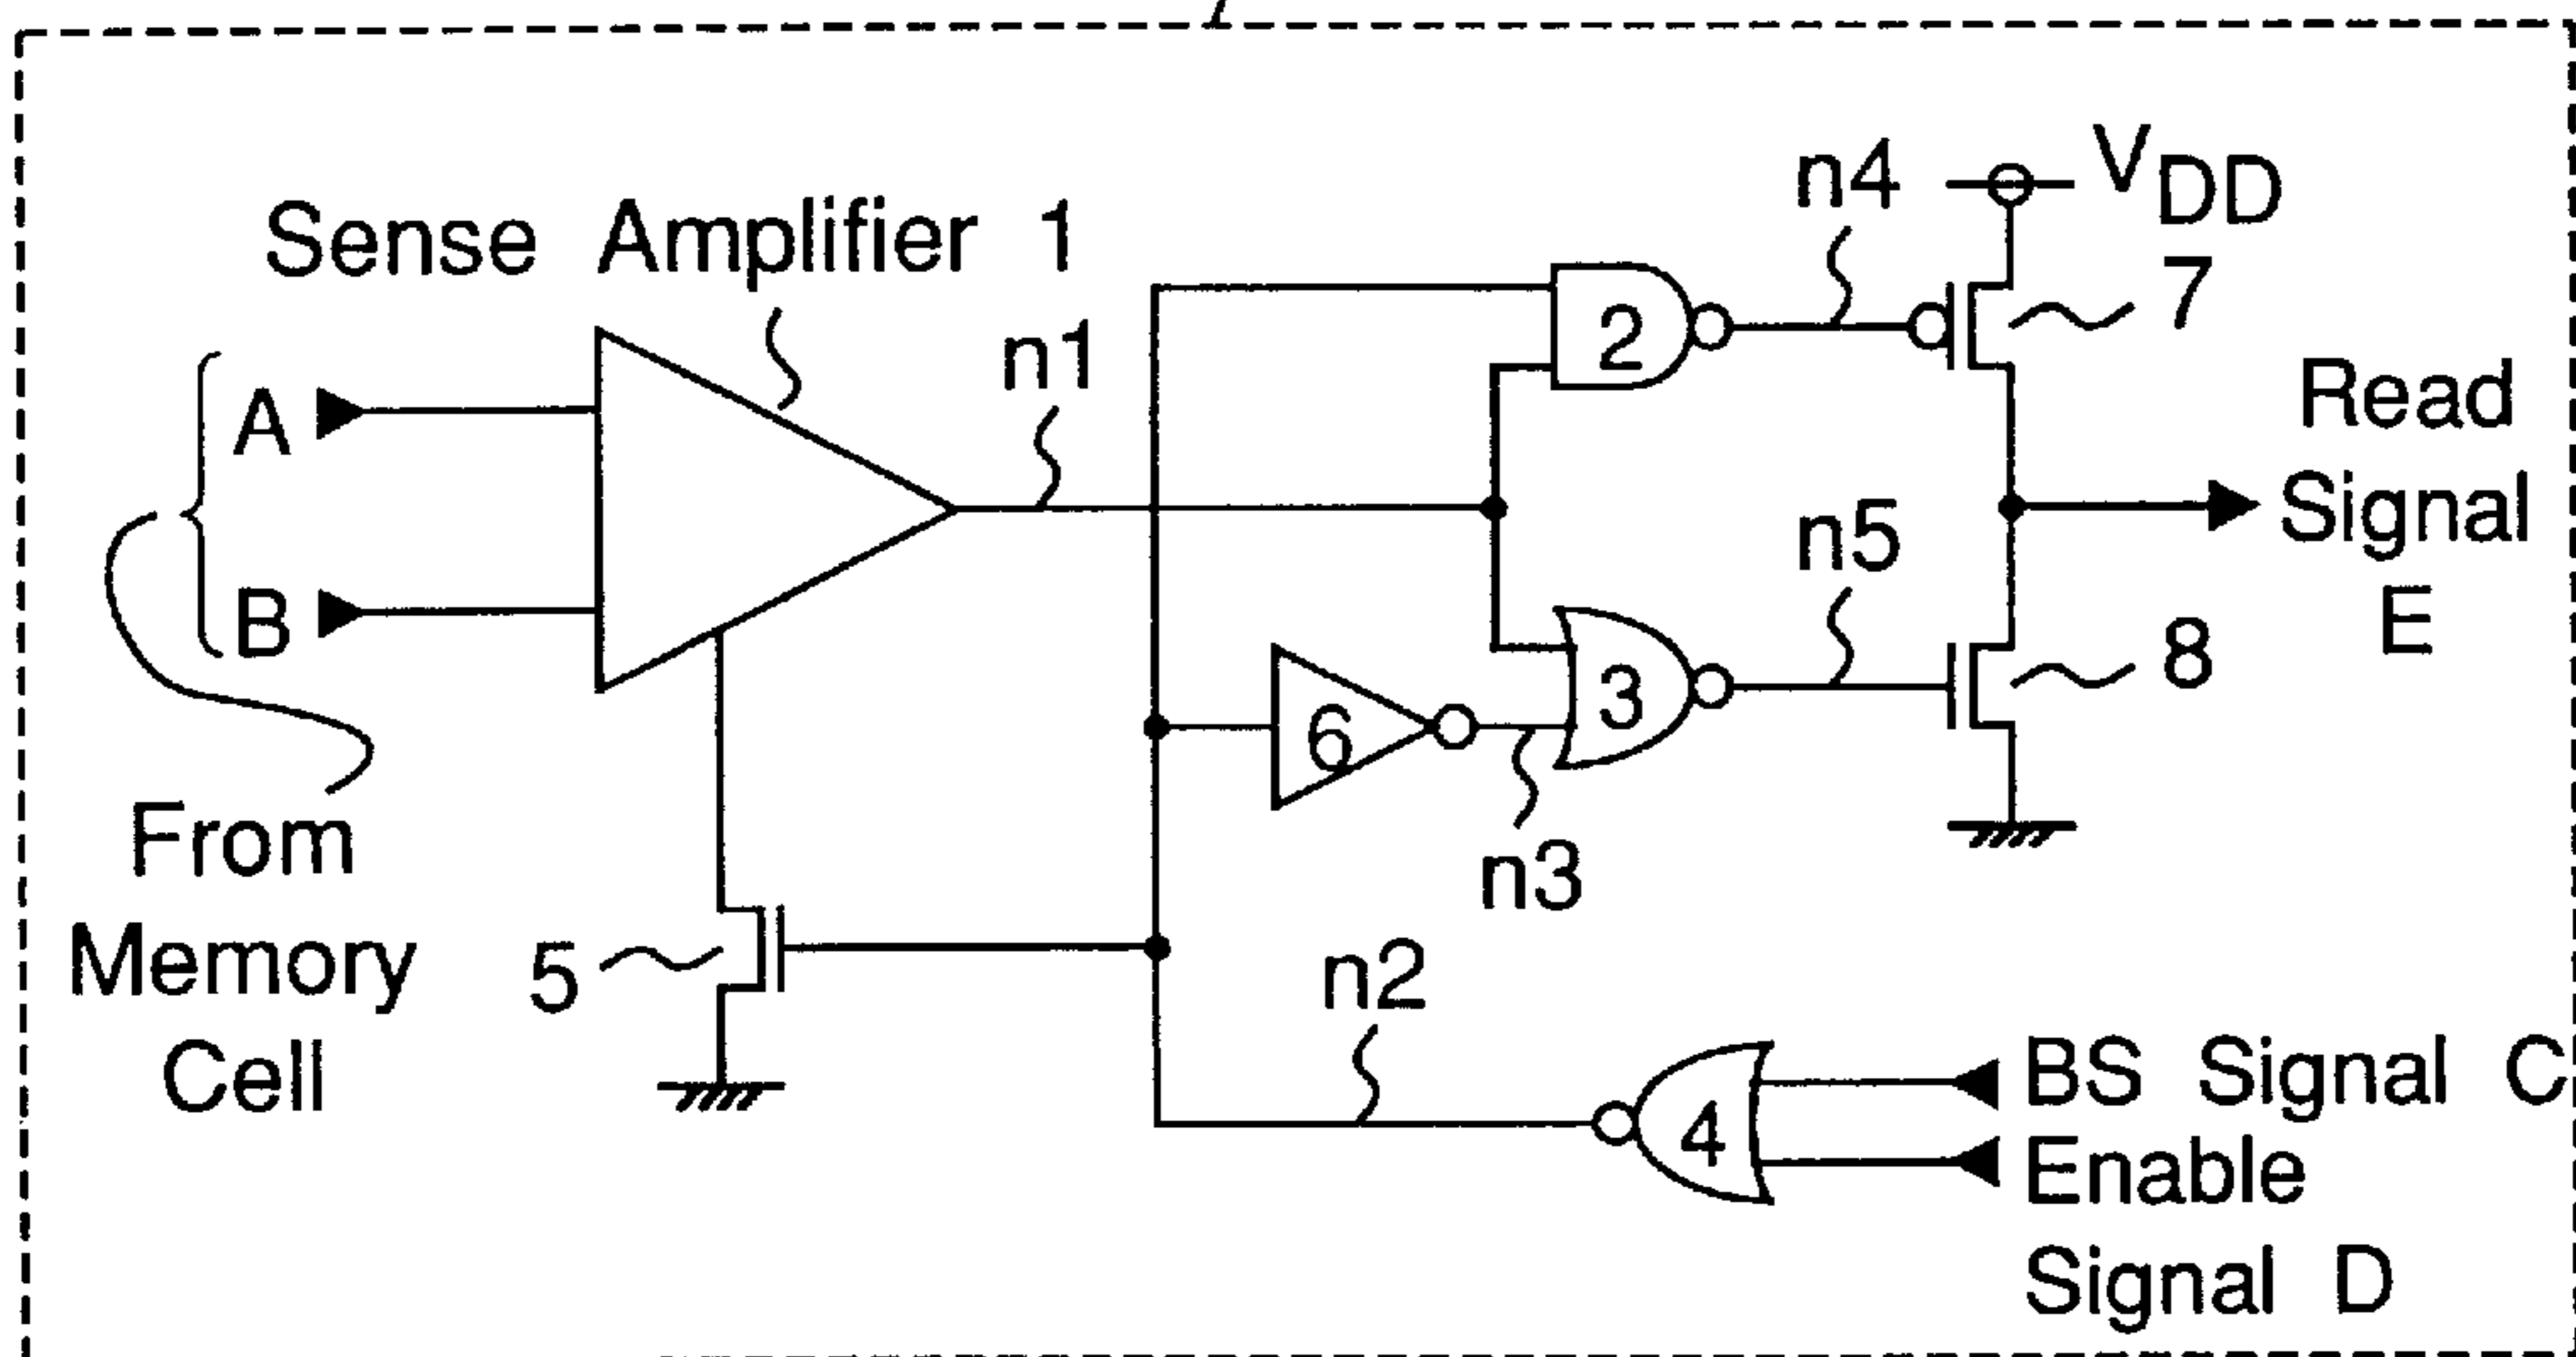 Sense Amplifier 1
A
B
From
Memory
Cell
n1
2
n4
VDD
7
Read
Signal
E
n5
3
8
6
n3
5
n2
4
BS Signal C
Enable
Signal D